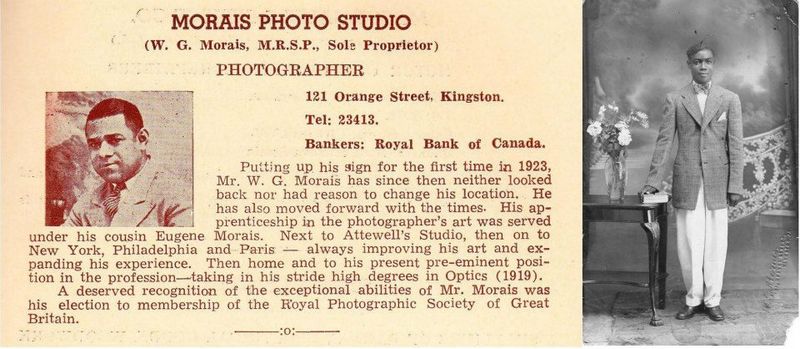 MORAIS PHOTO STUDIO
(W. G. Morais, M.R.S.P., Sole Proprietor)
PHOTOGRAPHER
121 Orange Street, Kingston.
Tel: 23413.
Bankers: Royal Bank of Canada.
Putting up his sign for the first time in 1923,
Mr. W. G. Morais has since then neither looked
back nor had reason to change his location. He
has also moved forward with the times. His ap-
prenticeship in the photographer's art was served
under his cousin Eugene Morais. Next to Attewell's Studio, then on to
New York, Philadelphia and Paris — always improving his art and ex-
panding his experience. Then home and to his present pre-eminent posi-
tion in the profession—taking in his stride high degrees in Optics (1919).
A deserved recognition of the exceptional abilities of Mr. Morais was
his election to membership of the Royal Photographic Society of Great
Britain.
:o: